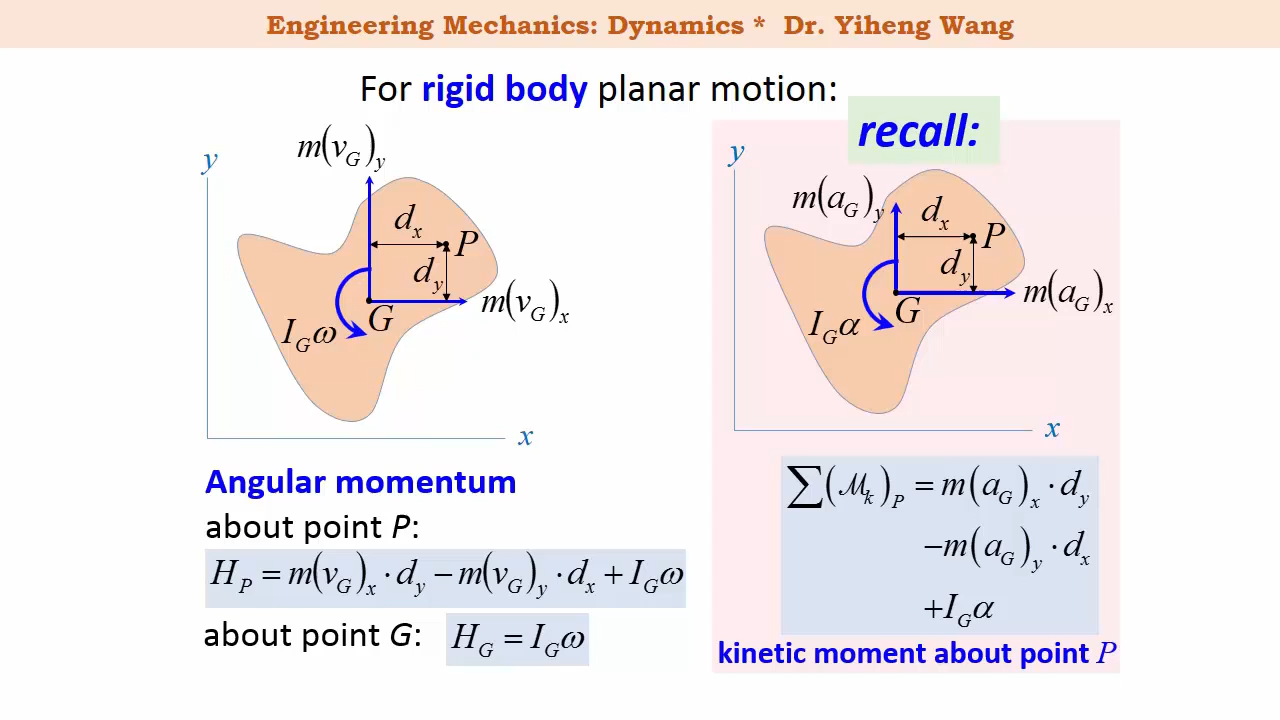 Engineering Mechanics: Dynamics * Dr. Yiheng Wang
For rigid body planar motion:
recall:
y
m(v_G)_y
d_x
P
d_y
m(v_G)_x
G
I_Gω
x
y
m(a_G)_y
d_x
P
d_y
m(a_G)_x
G
I_Gα
x
Angular momentum
about point P:
H_P = m(v_G)_x · d_y − m(v_G)_y · d_x + I_Gω
about point G: H_G = I_Gω
∑(ℳ_k)_P = m(a_G)_x · d_y
−m(a_G)_y · d_x
+I_Gα
kinetic moment about point P